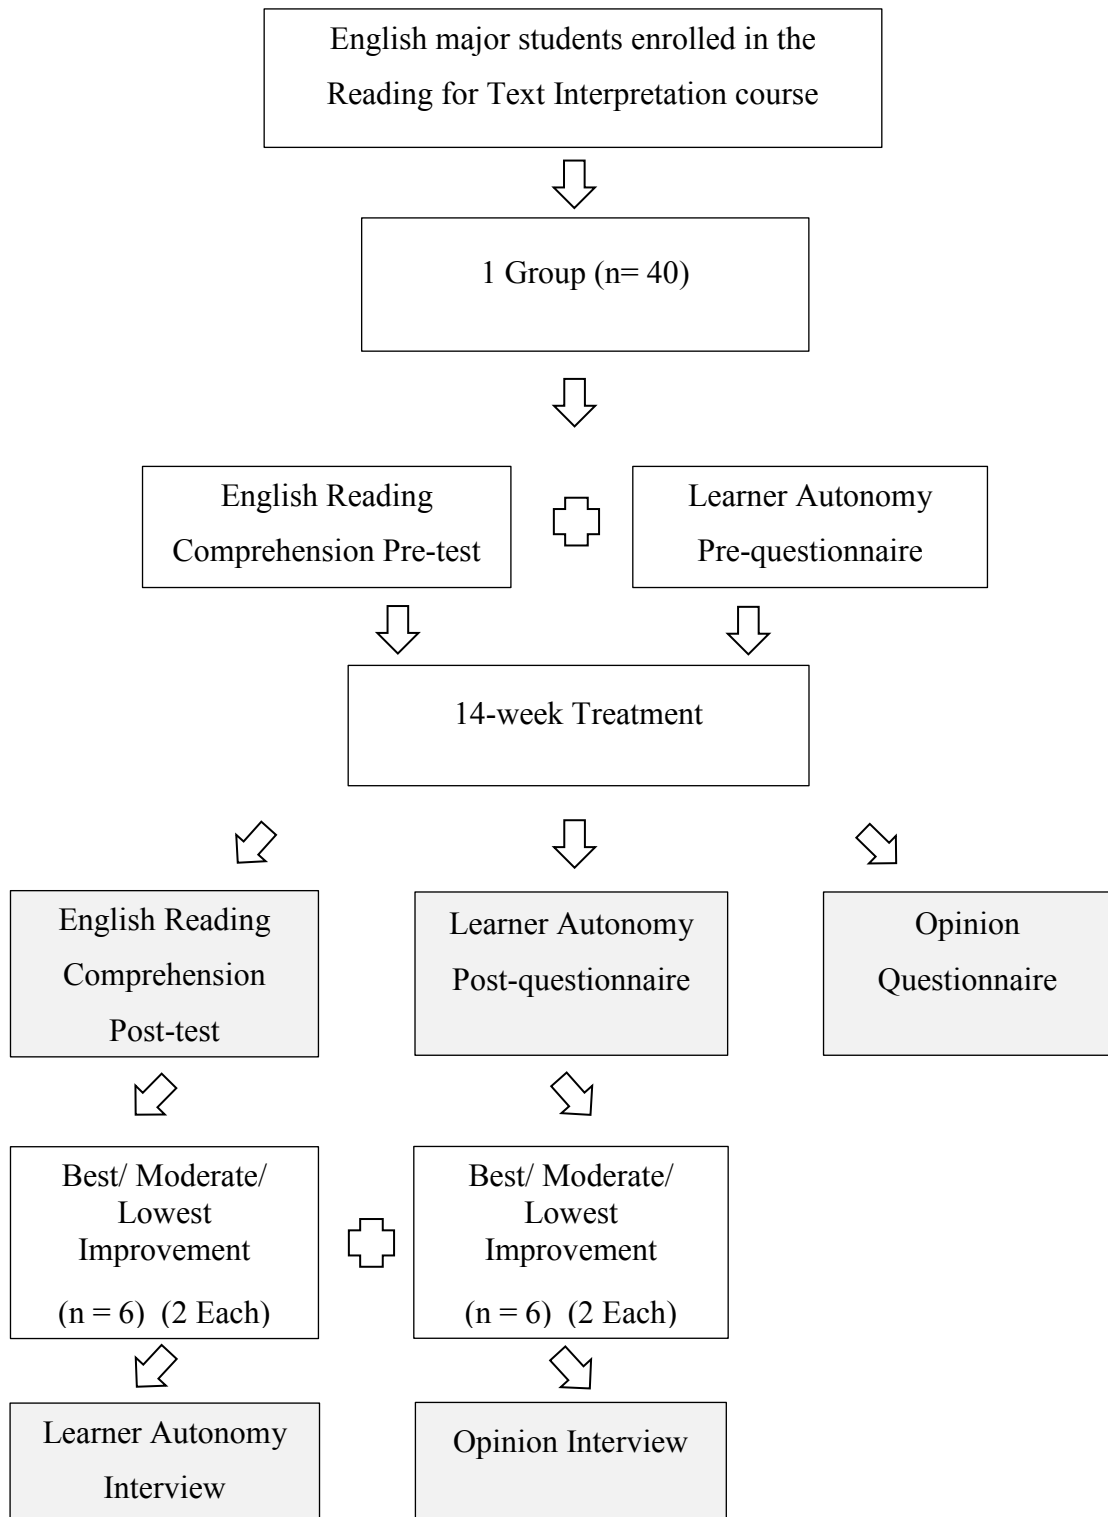 English major students enrolled in the
Reading for Text Interpretation course
1 Group (n= 40)
English Reading
Comprehension Pre-test
Learner Autonomy
Pre-questionnaire
14-week Treatment
English Reading
Comprehension
Post-test
Learner Autonomy
Post-questionnaire
Opinion
Questionnaire
Best/ Moderate/
Lowest
Improvement
(n = 6)  (2 Each)
Best/ Moderate/
Lowest
Improvement
(n = 6)  (2 Each)
Learner Autonomy
Interview
Opinion Interview